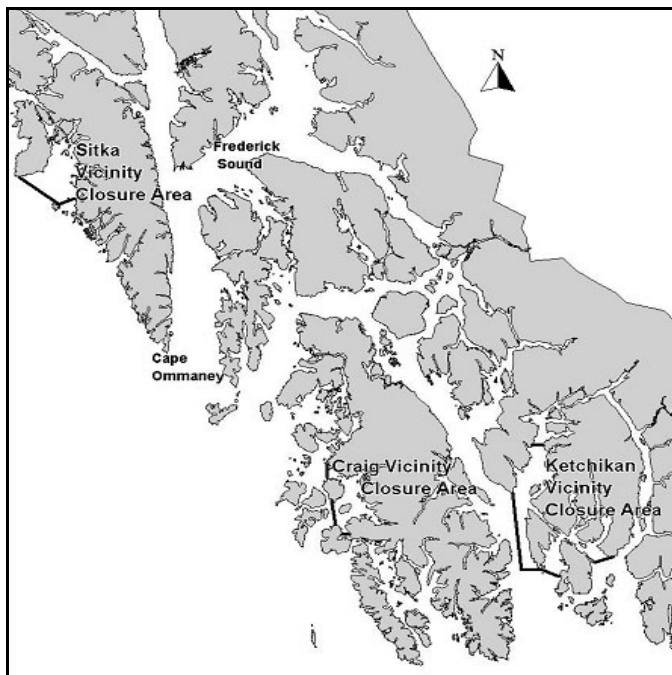 N
Frederick
Sound
Sitka
Vicinity
Closure Area
Cape
Ommaney
Craig Vicinity
Closure Area
Ketchikan
Vicinity
Closure Area